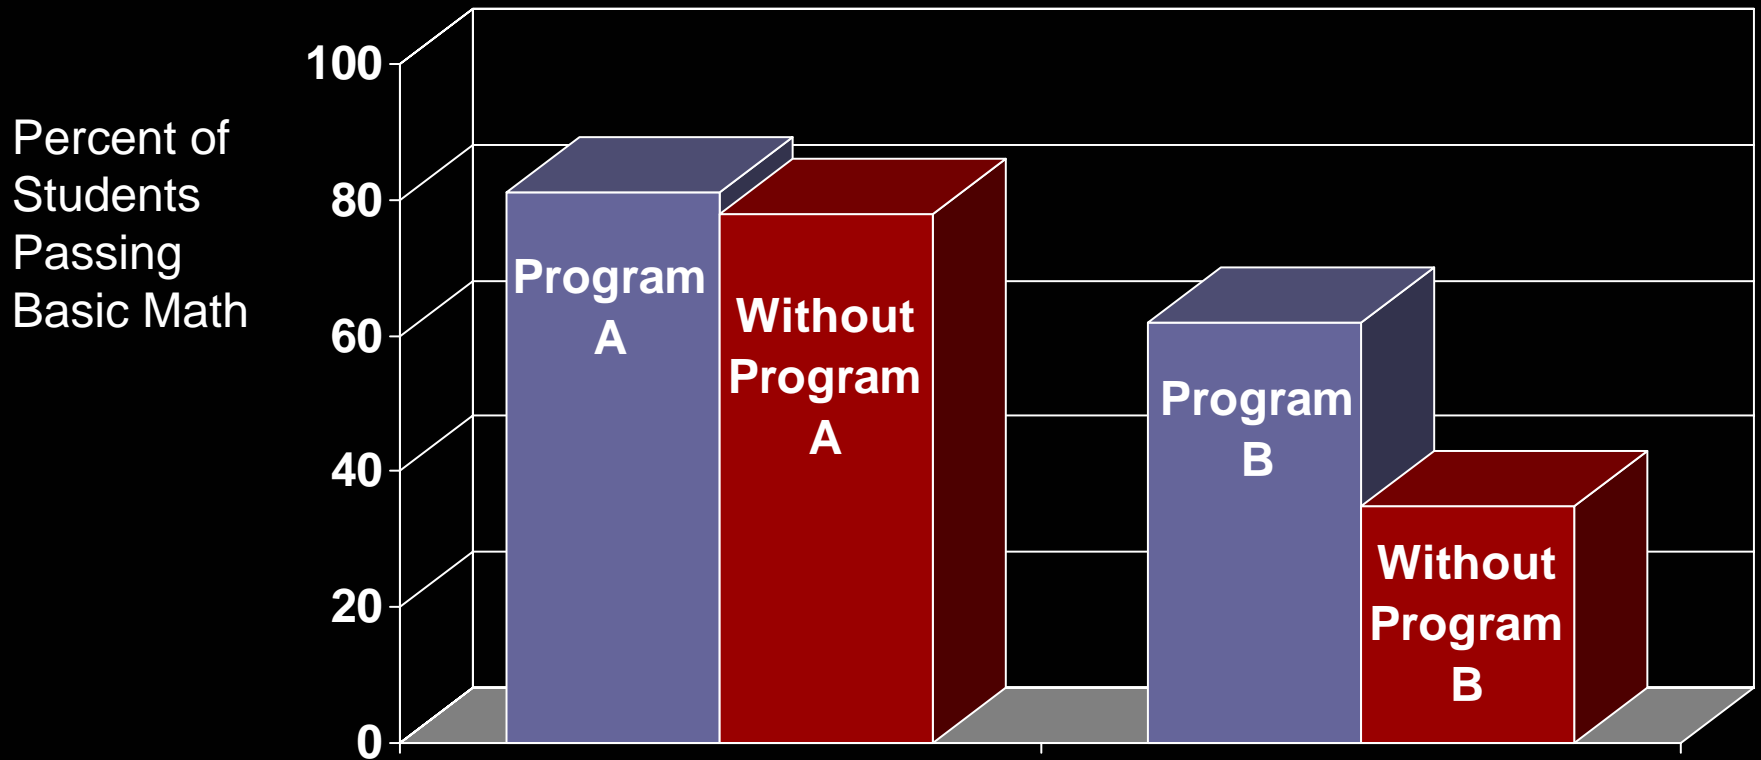 Percent of
Students
Passing
Basic Math
100
80
60
40
20
0
Program
A
Without
Program
A
Program
B
Without
Program
B